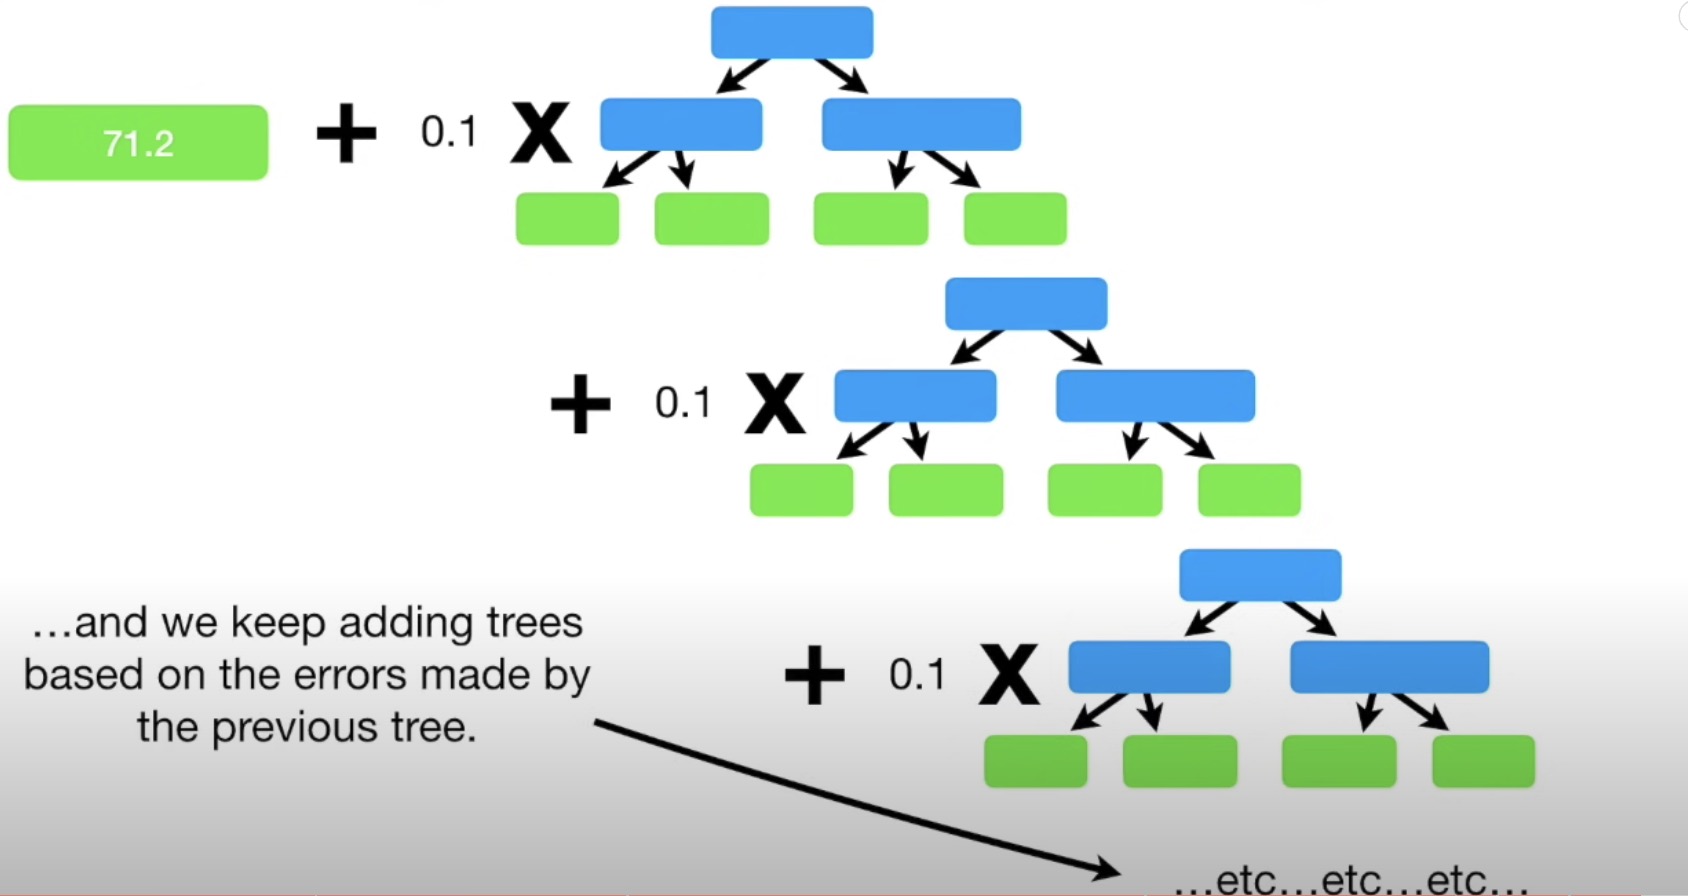 71.2 + 0.1 X
+ 0.1 X
…and we keep adding trees
based on the errors made by
the previous tree.
+ 0.1 X
…etc…etc…etc…